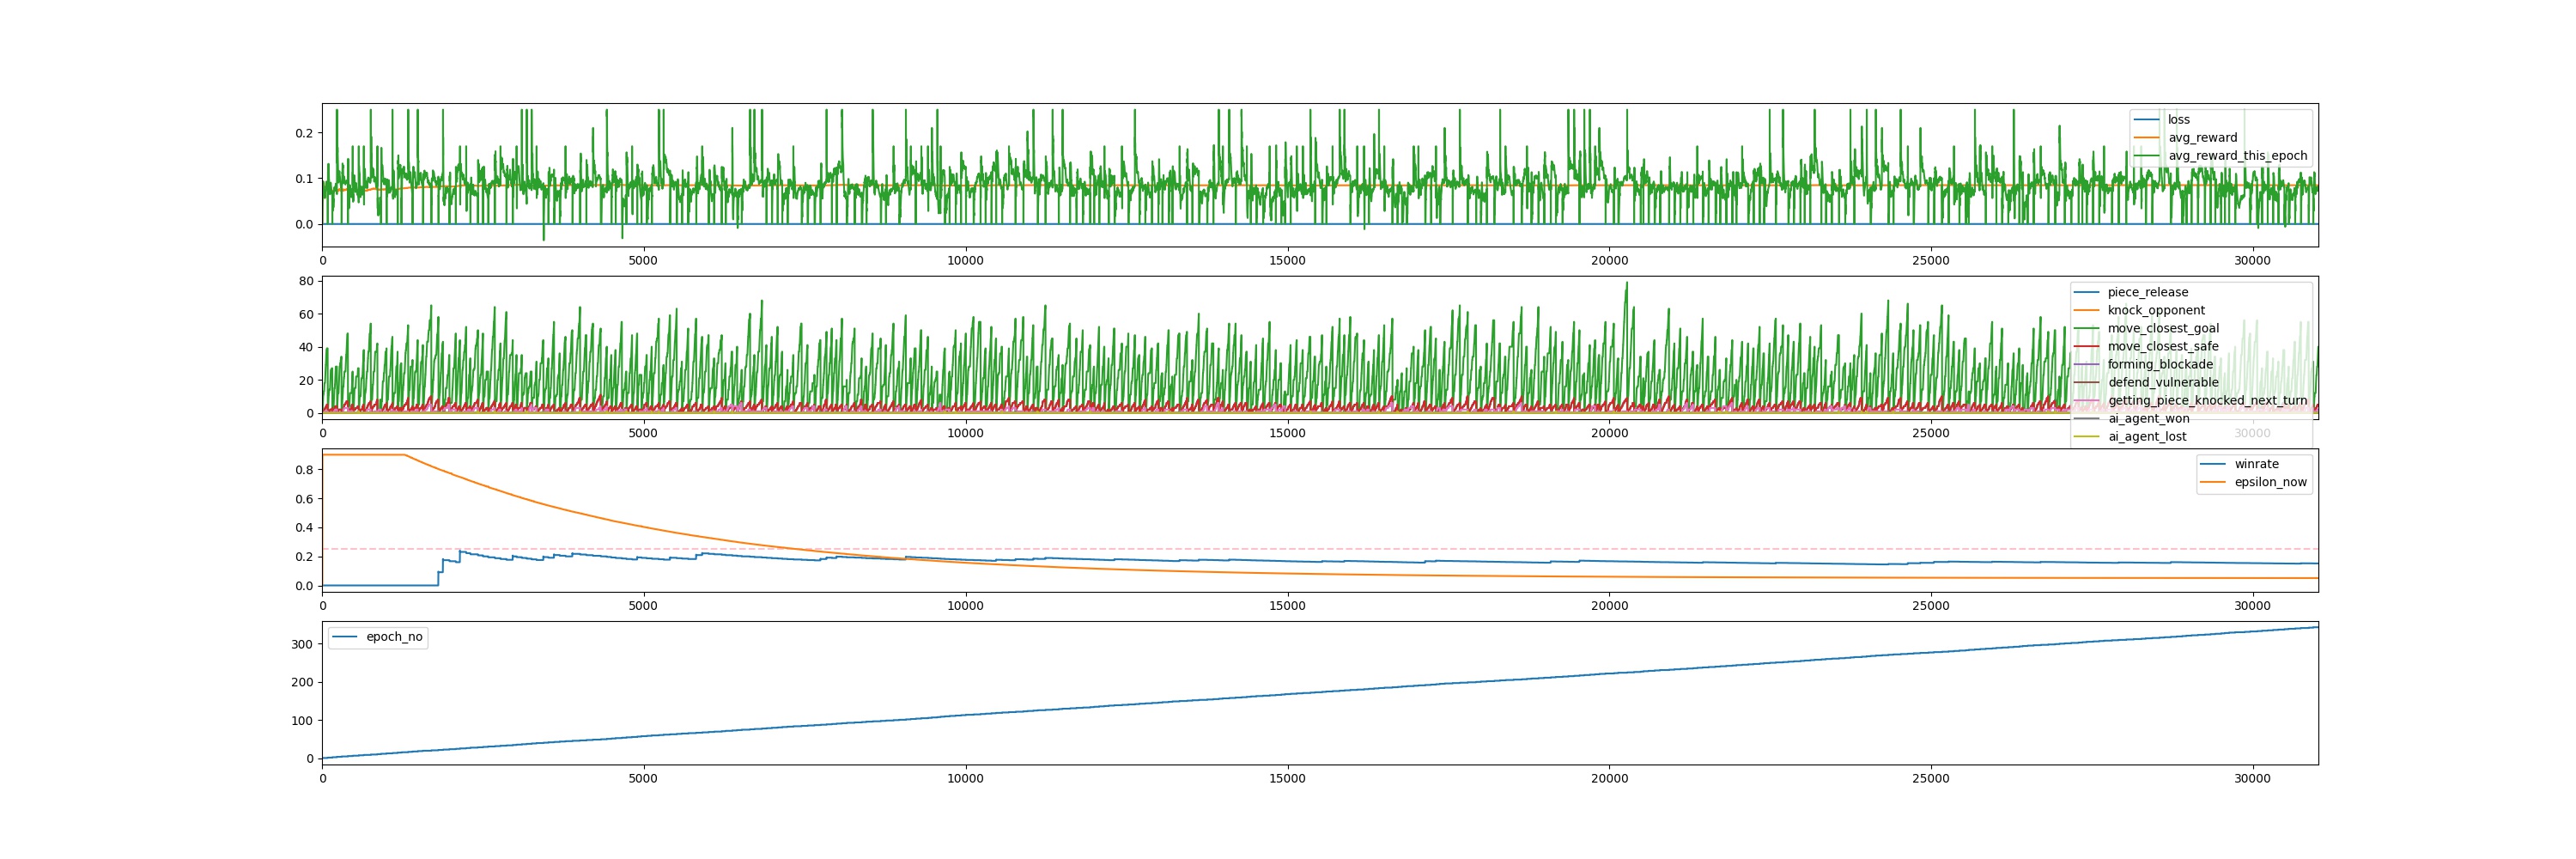 0.2
0.1
0.0
loss
avg_reward
avg_reward_this_epoch
0 5000 10000 15000 20000 25000 30000
80
60
40
20
0
piece_release
knock_opponent
move_closest_goal
move_closest_safe
forming_blockade
defend_vulnerable
getting_piece_knocked_next_turn
ai_agent_won
ai_agent_lost
0 5000 10000 15000 20000 25000 30000
0.8
0.6
0.4
0.2
0.0
winrate
epsilon_now
0 5000 10000 15000 20000 25000 30000
300
200
100
0
epoch_no
0 5000 10000 15000 20000 25000 30000